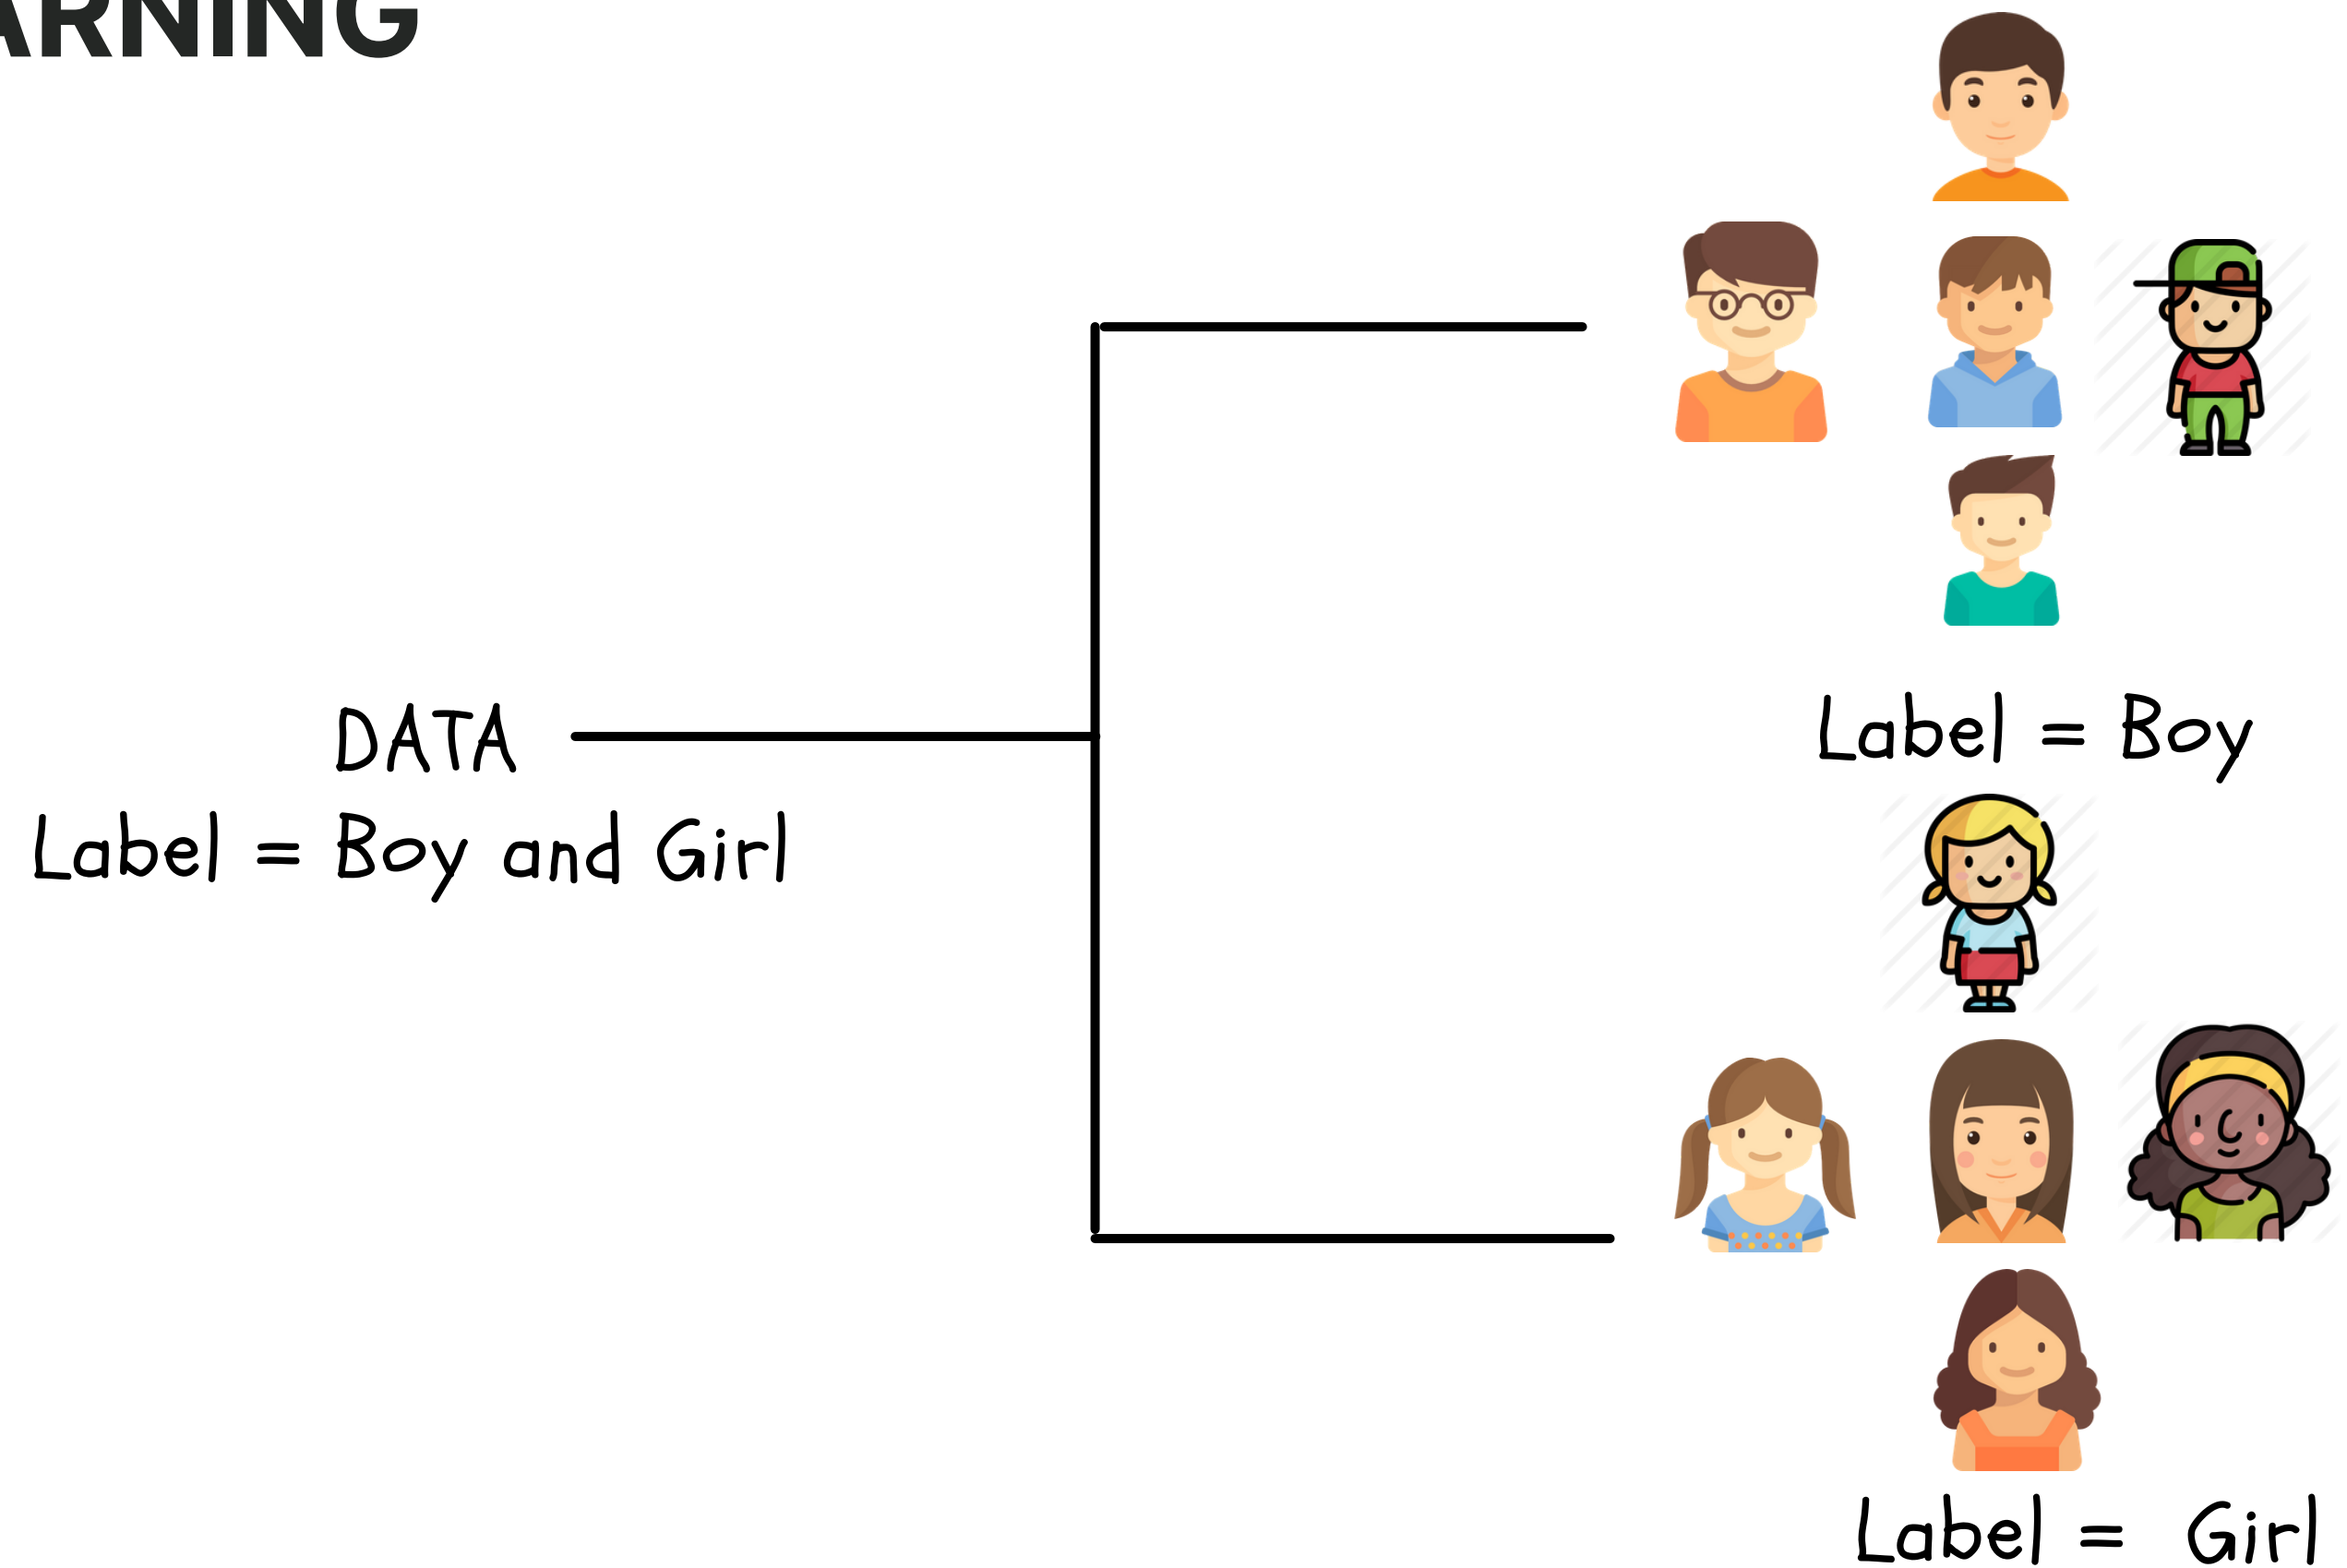 ARNING
DATA
Label = Boy and Girl
Label = Boy
Label = Girl